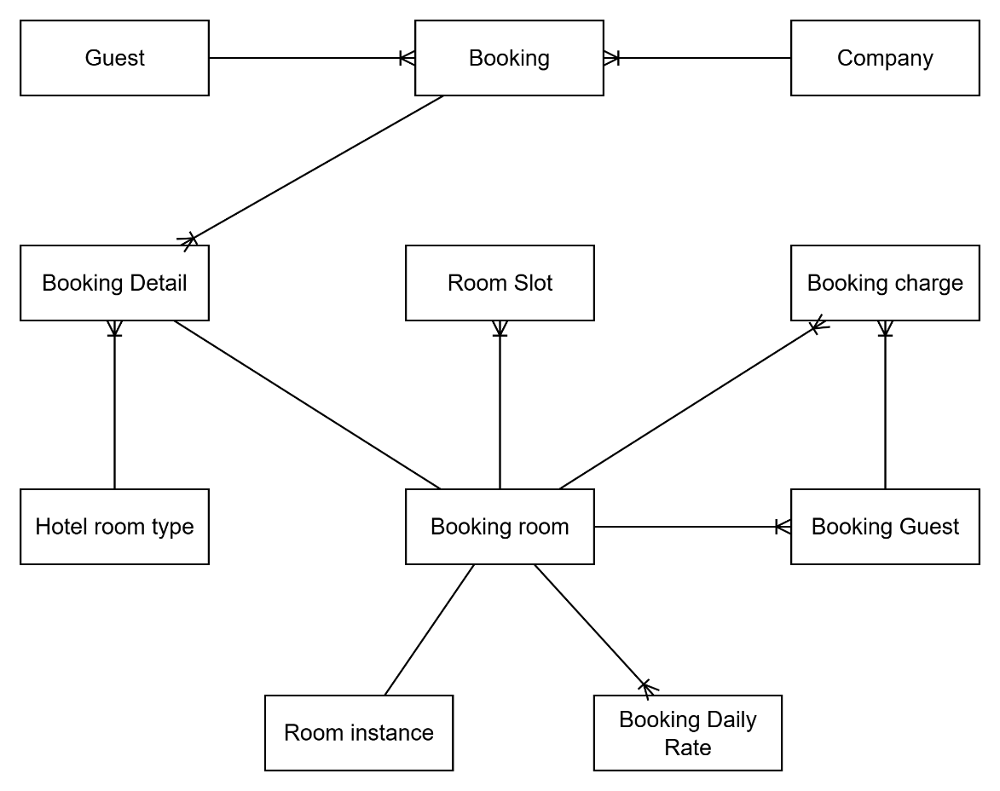 Guest
Booking
Company
Booking Detail
Room Slot
Booking charge
Hotel room type
Booking room
Booking Guest
Room instance
Booking Daily
Rate